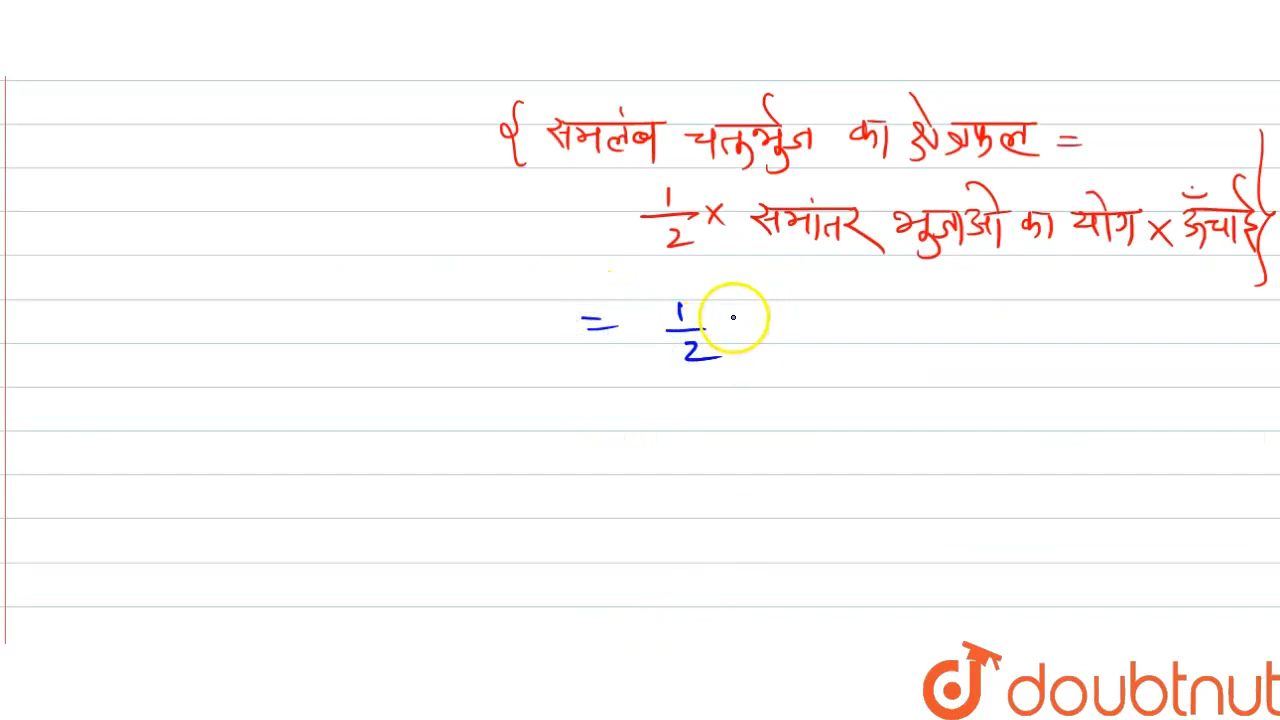 { समलंब चतुर्भुज का क्षेत्रफल =
1/2 × समांतर भुजाओ का योग × ऊँचाई }
= 1/2
doubtnut